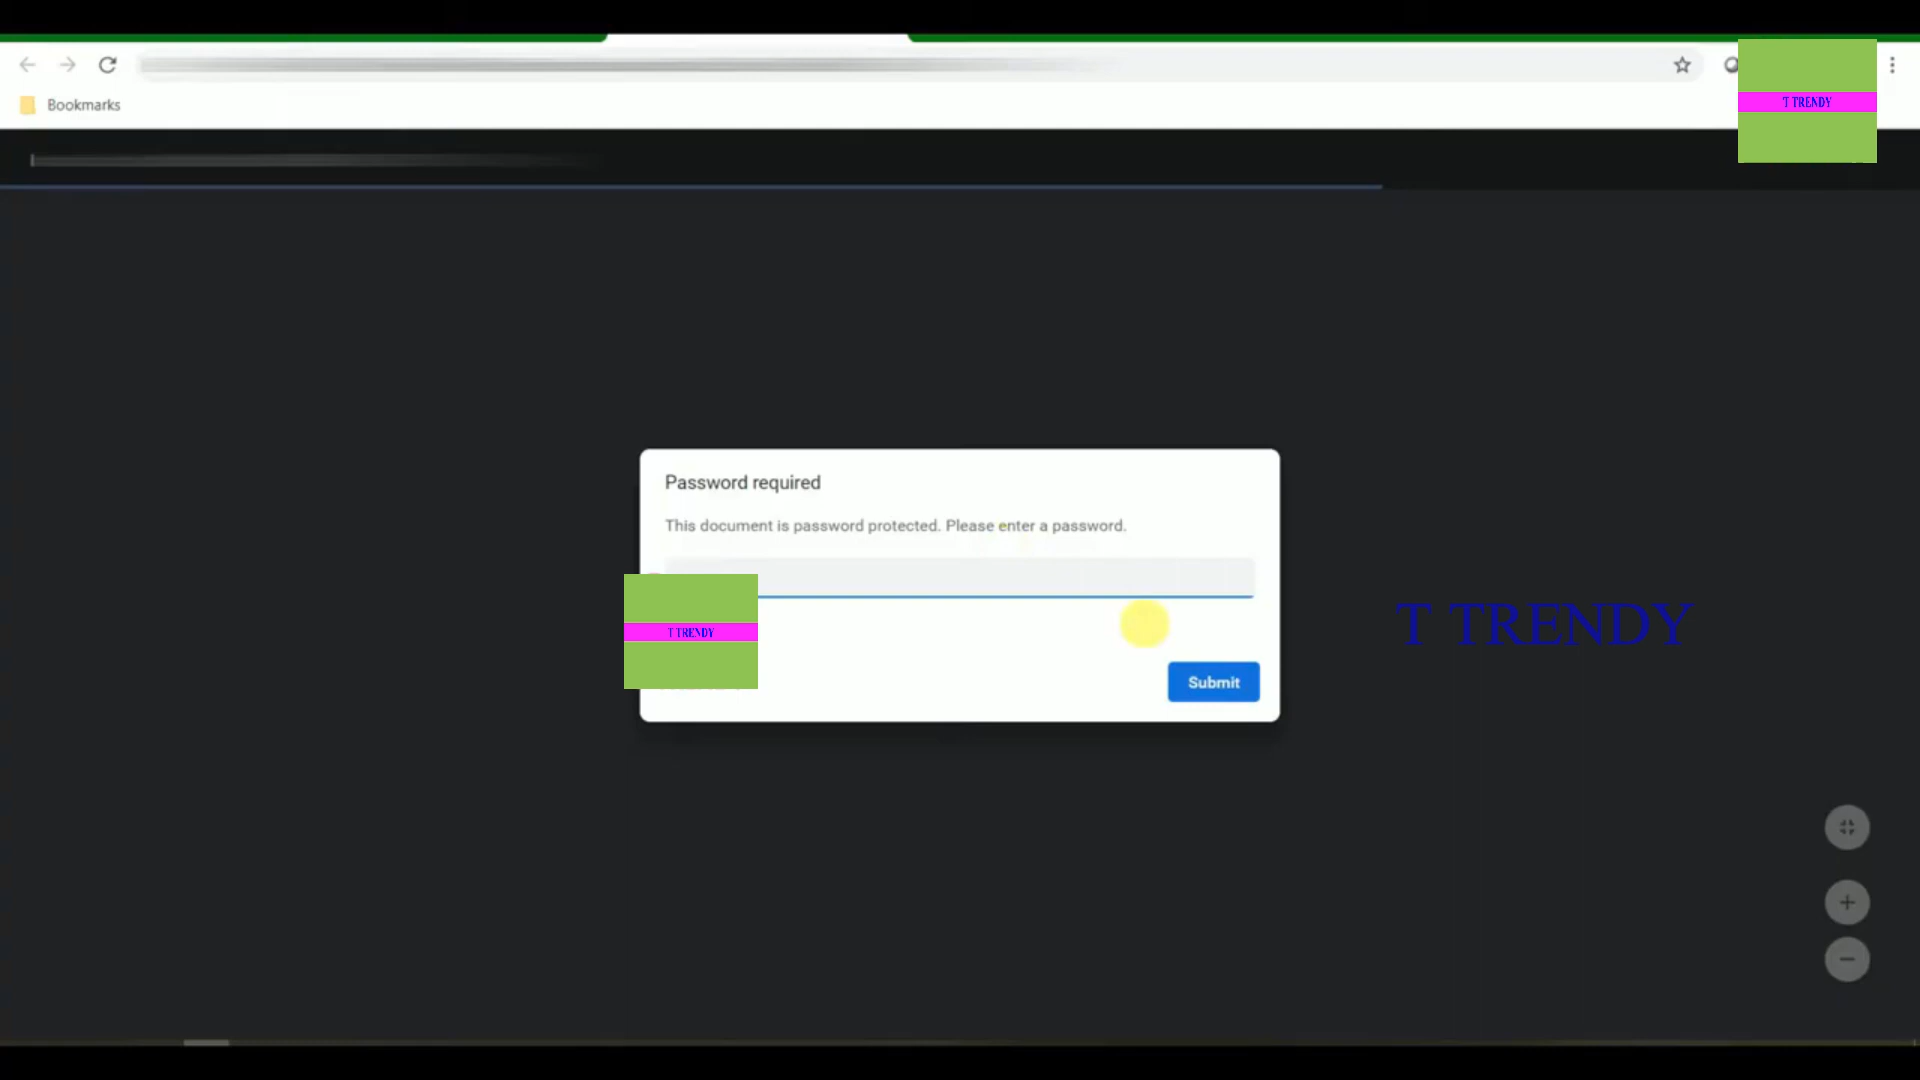 Bookmarks
T TRENDY
Password required
This document is password protected. Please enter a password.
T TRENDY
T TRENDY
Submit